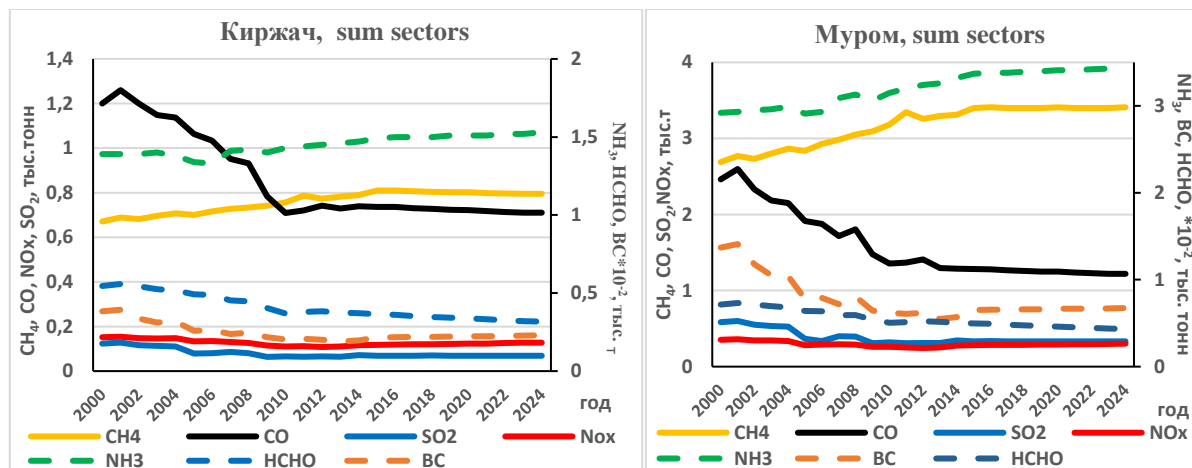 Киржач, sum sectors
CH4, CO, NOx, SO2, тыс.тонн
1,4
1,2
1
0,8
0,6
0,4
0,2
0
2
1,5
1
0,5
0
NH3, HCHO, BC*10-2, тыс. т
2000
2002
2004
2006
2008
2010
2012
2014
2016
2018
2020
2022
2024
год
CH4
CO
SO2
Nox
NH3
HCHO
BC
Муром, sum sectors
CH4, CO, SO2,NOx, тыс.т
4
3
2
1
0
3
2
1
0
NH3, BC, HCHO, *10-2, тыс. тонн
2000
2002
2004
2006
2008
2010
2012
2014
2016
2018
2020
2022
2024
год
CH4
CO
SO2
NOx
NH3
BC
HCHO